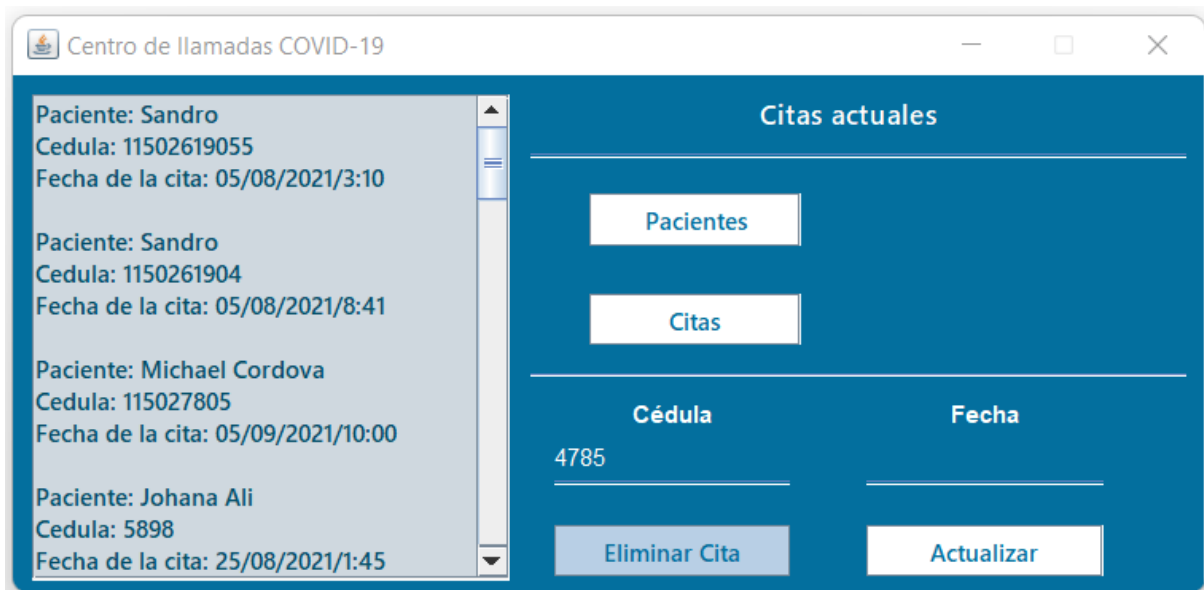 Centro de llamadas COVID-19
Paciente: Sandro
Cedula: 11502619055
Fecha de la cita: 05/08/2021/3:10
Paciente: Sandro
Cedula: 1150261904
Fecha de la cita: 05/08/2021/8:41
Paciente: Michael Cordova
Cedula: 115027805
Fecha de la cita: 05/09/2021/10:00
Paciente: Johana Ali
Cedula: 5898
Fecha de la cita: 25/08/2021/1:45
Citas actuales
Pacientes
Citas
Cédula
Fecha
4785
Eliminar Cita
Actualizar